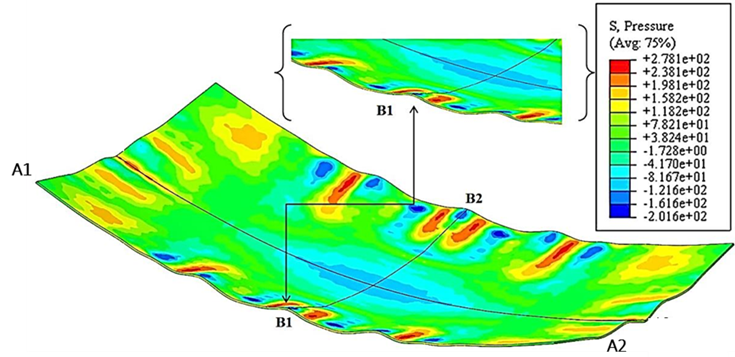 S, Pressure
(Avg: 75%)
+2.781e+02
+2.381e+02
+1.981e+02
+1.582e+02
+1.182e+02
+7.821e+01
+3.824e+01
-1.728e+00
-4.170e+01
-8.167e+01
-1.216e+02
-1.616e+02
-2.016e+02
B1
A1
B2
B1
A2